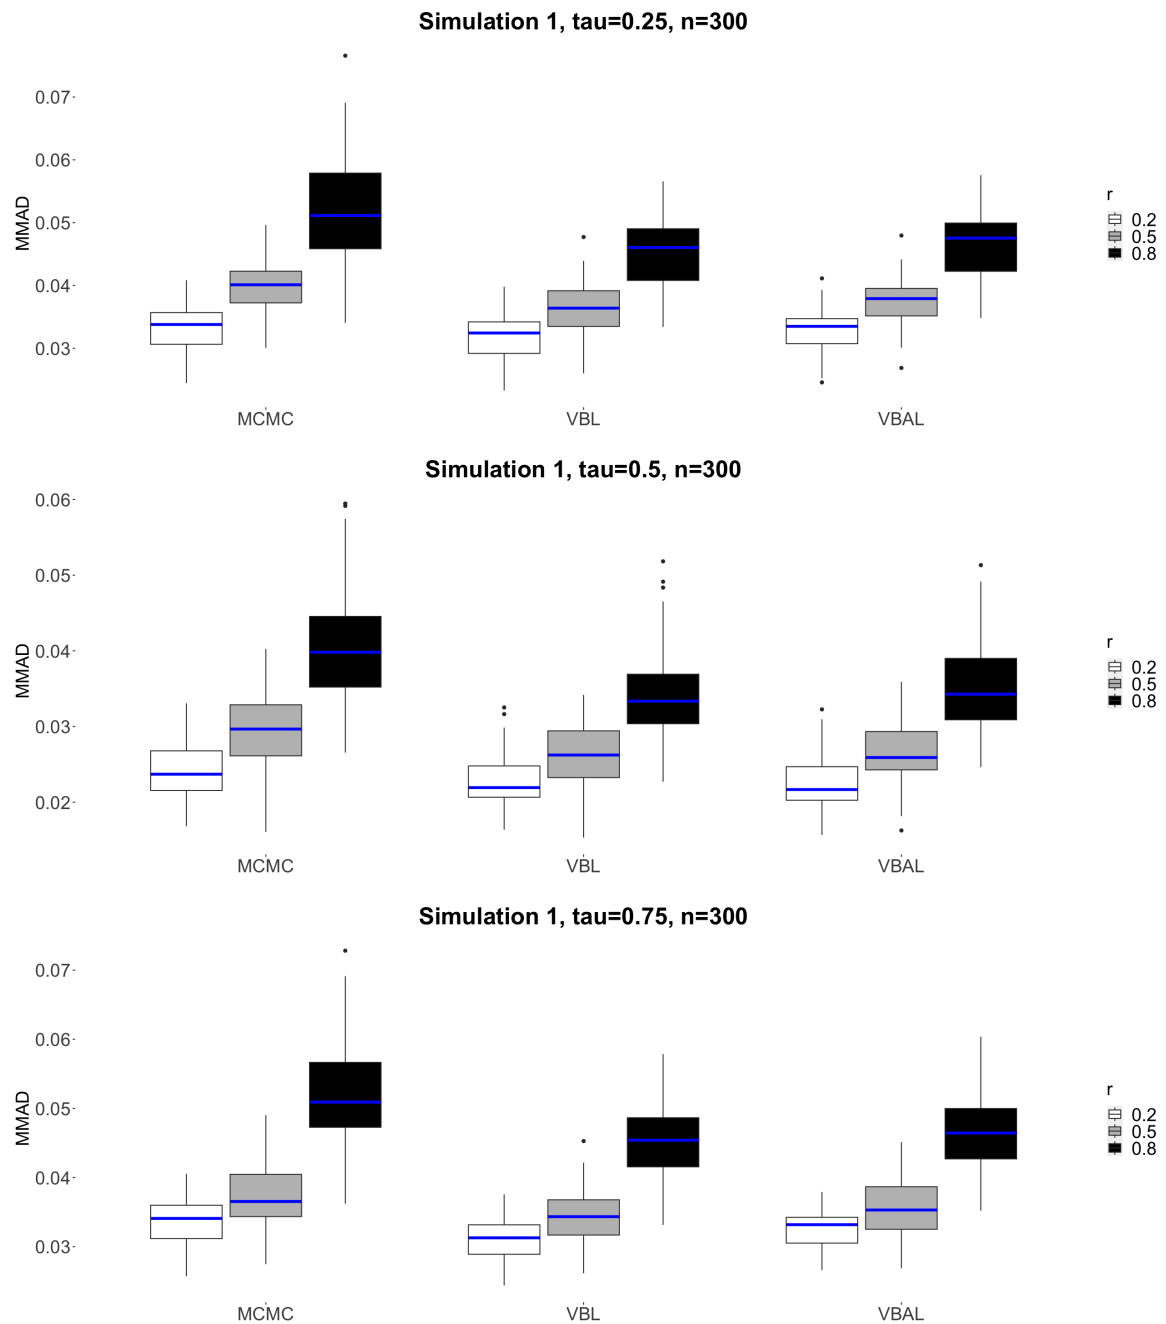 Simulation 1, tau=0.25, n=300
MMAD
0.07
0.06
0.05
0.04
0.03
MCMC VBL VBAL
r
0.2
0.5
0.8
Simulation 1, tau=0.5, n=300
MMAD
0.06
0.05
0.04
0.03
0.02
MCMC VBL VBAL
r
0.2
0.5
0.8
Simulation 1, tau=0.75, n=300
MMAD
0.07
0.06
0.05
0.04
0.03
MCMC VBL VBAL
r
0.2
0.5
0.8